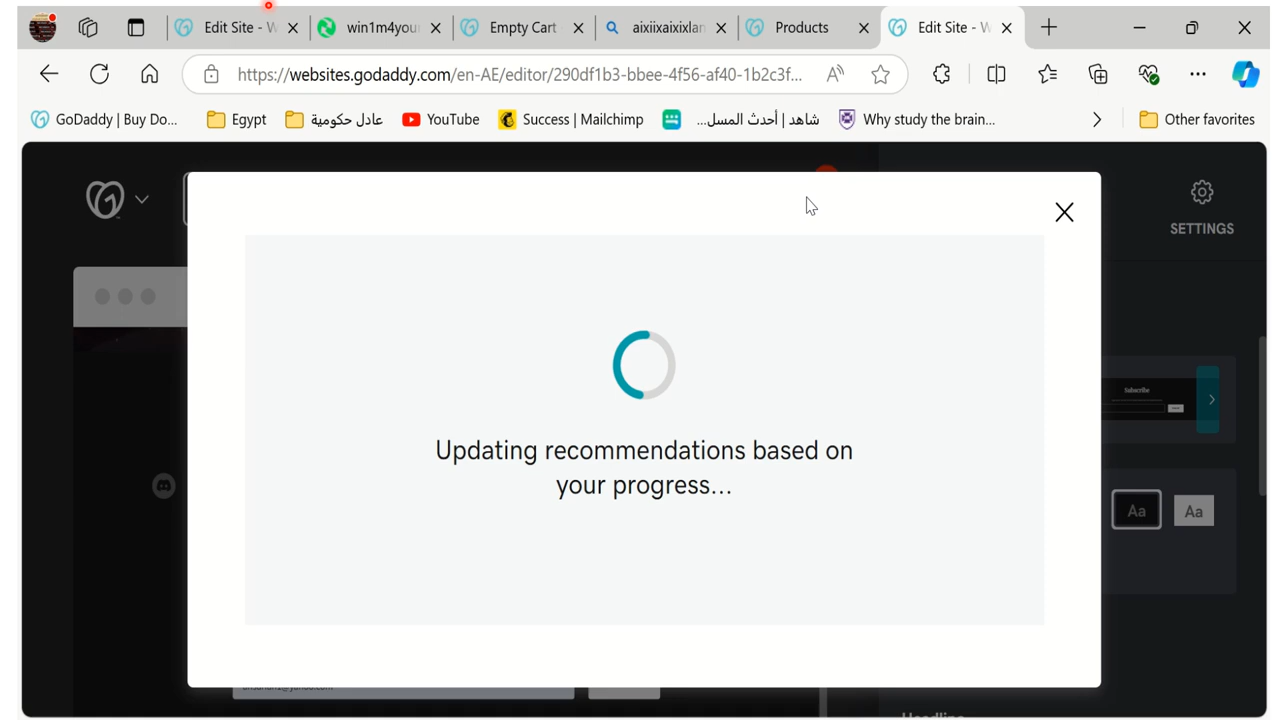 Edit Site - W
win1m4you
Empty Cart
aixiixaixixlan
Products
Edit Site - W
https://websites.godaddy.com/en-AE/editor/290df1b3-bbee-4f56-af40-1b2c3f...
GoDaddy | Buy Do...
Egypt
عادل حكومية
YouTube
Success | Mailchimp
شاهد | أحدث المسل...
Why study the brain...
Other favorites
SETTINGS
Subscribe
Updating recommendations based on
your progress...
Aa
Aa
Headline